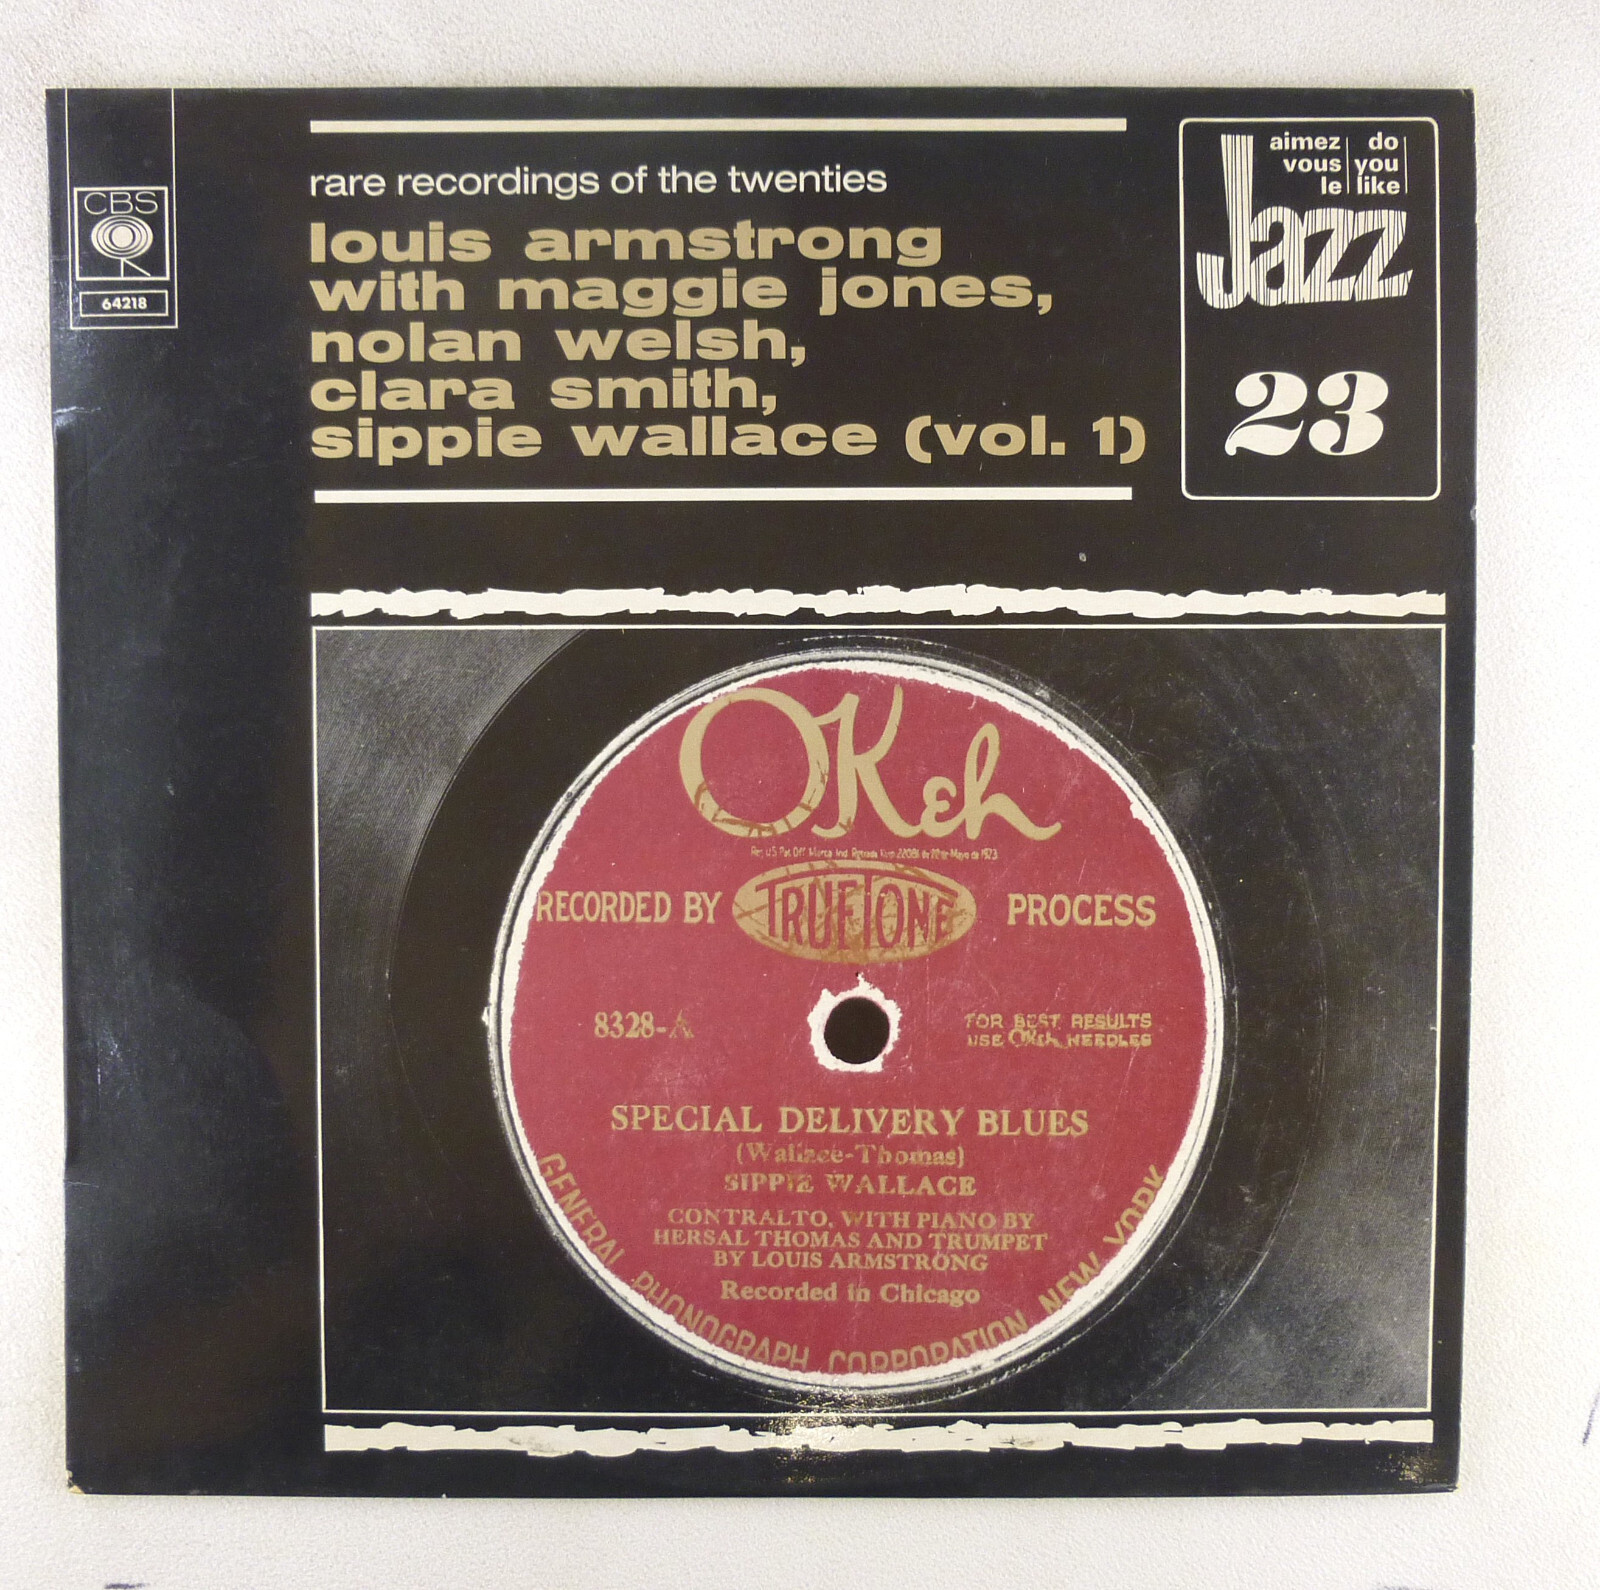 CBS
64218
rare recordings of the twenties
louis armstrong
with maggie jones,
nolan welsh,
clara smith,
sippie wallace (vol. 1)
aimez
vous
le
do
you
like
Jazz
23
OKeh
RECORDED BY TRUETONE PROCESS
8328-A
FOR BEST RESULTS
USE OKeh NEEDLES
SPECIAL DELIVERY BLUES
(Wallace-Thomas)
SIPPIE WALLACE
CONTRALTO, WITH PIANO BY
HERSAL THOMAS AND TRUMPET
BY LOUIS ARMSTRONG
Recorded in Chicago
GENERAL PHONOGRAPH CORPORATION NEW YORK